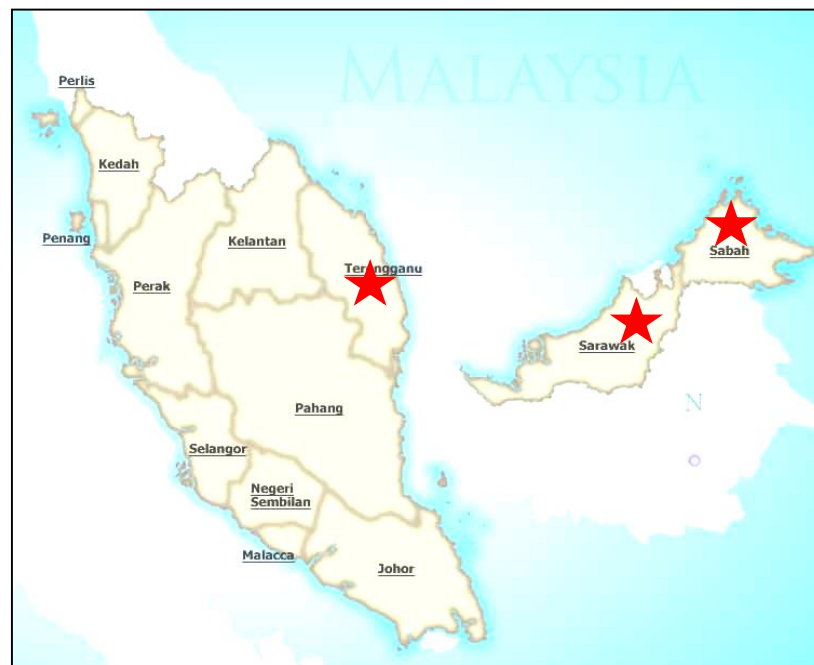 MALAYSIA
Perlis
Kedah
Penang
Kelantan
Terengganu
Perak
Sabah
Sarawak
Pahang
N
Selangor
Negeri
Sembilan
Malacca
Johor